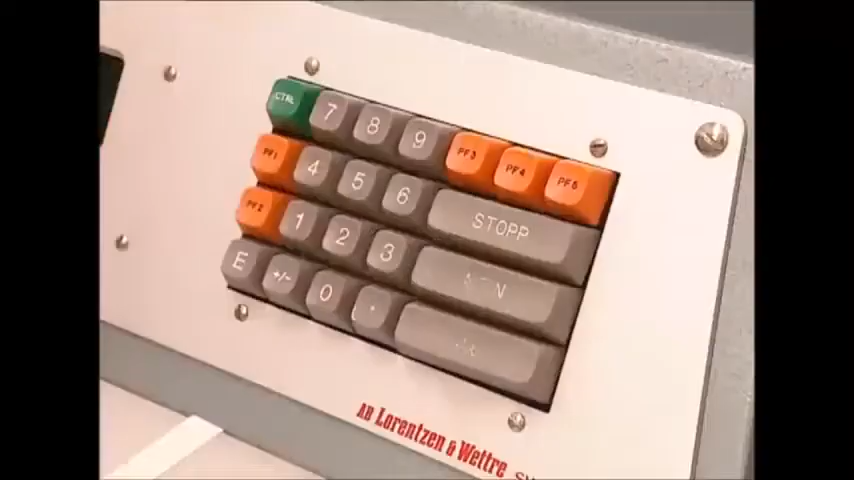 CTRL 7 8 9 PF3 PF4 PF5
PF1 4 5 6 STOPP
PF2 1 2 3 N
E +/- 0 .
AB Lorentzen & Wettre